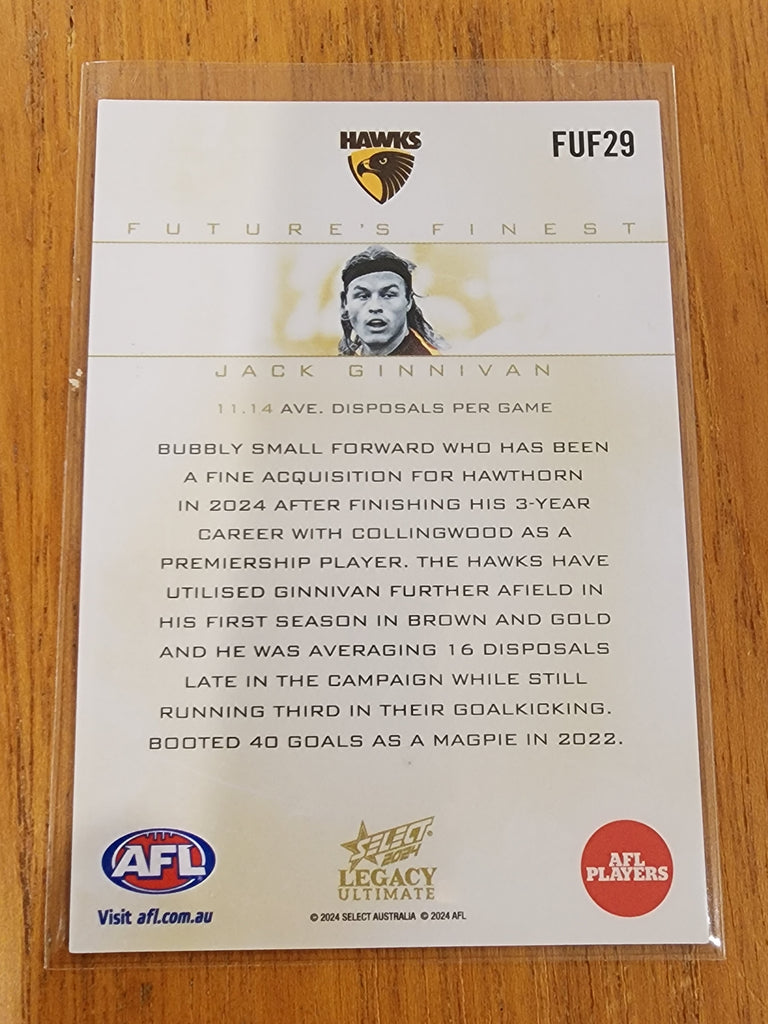 HAWKS
FUF29
FUTURE'S FINEST
JACK GINNIVAN
11.14 AVE. DISPOSALS PER GAME
BUBBLY SMALL FORWARD WHO HAS BEEN
A FINE ACQUISITION FOR HAWTHORN
IN 2024 AFTER FINISHING HIS 3-YEAR
CAREER WITH COLLINGWOOD AS A
PREMIERSHIP PLAYER. THE HAWKS HAVE
UTILISED GINNIVAN FURTHER AFIELD IN
HIS FIRST SEASON IN BROWN AND GOLD
AND HE WAS AVERAGING 16 DISPOSALS
LATE IN THE CAMPAIGN WHILE STILL
RUNNING THIRD IN THEIR GOALKICKING.
BOOTED 40 GOALS AS A MAGPIE IN 2022.
AFL
Visit afl.com.au
SELECT
2024
LEGACY
ULTIMATE
© 2024 SELECT AUSTRALIA © 2024 AFL
AFL
PLAYERS